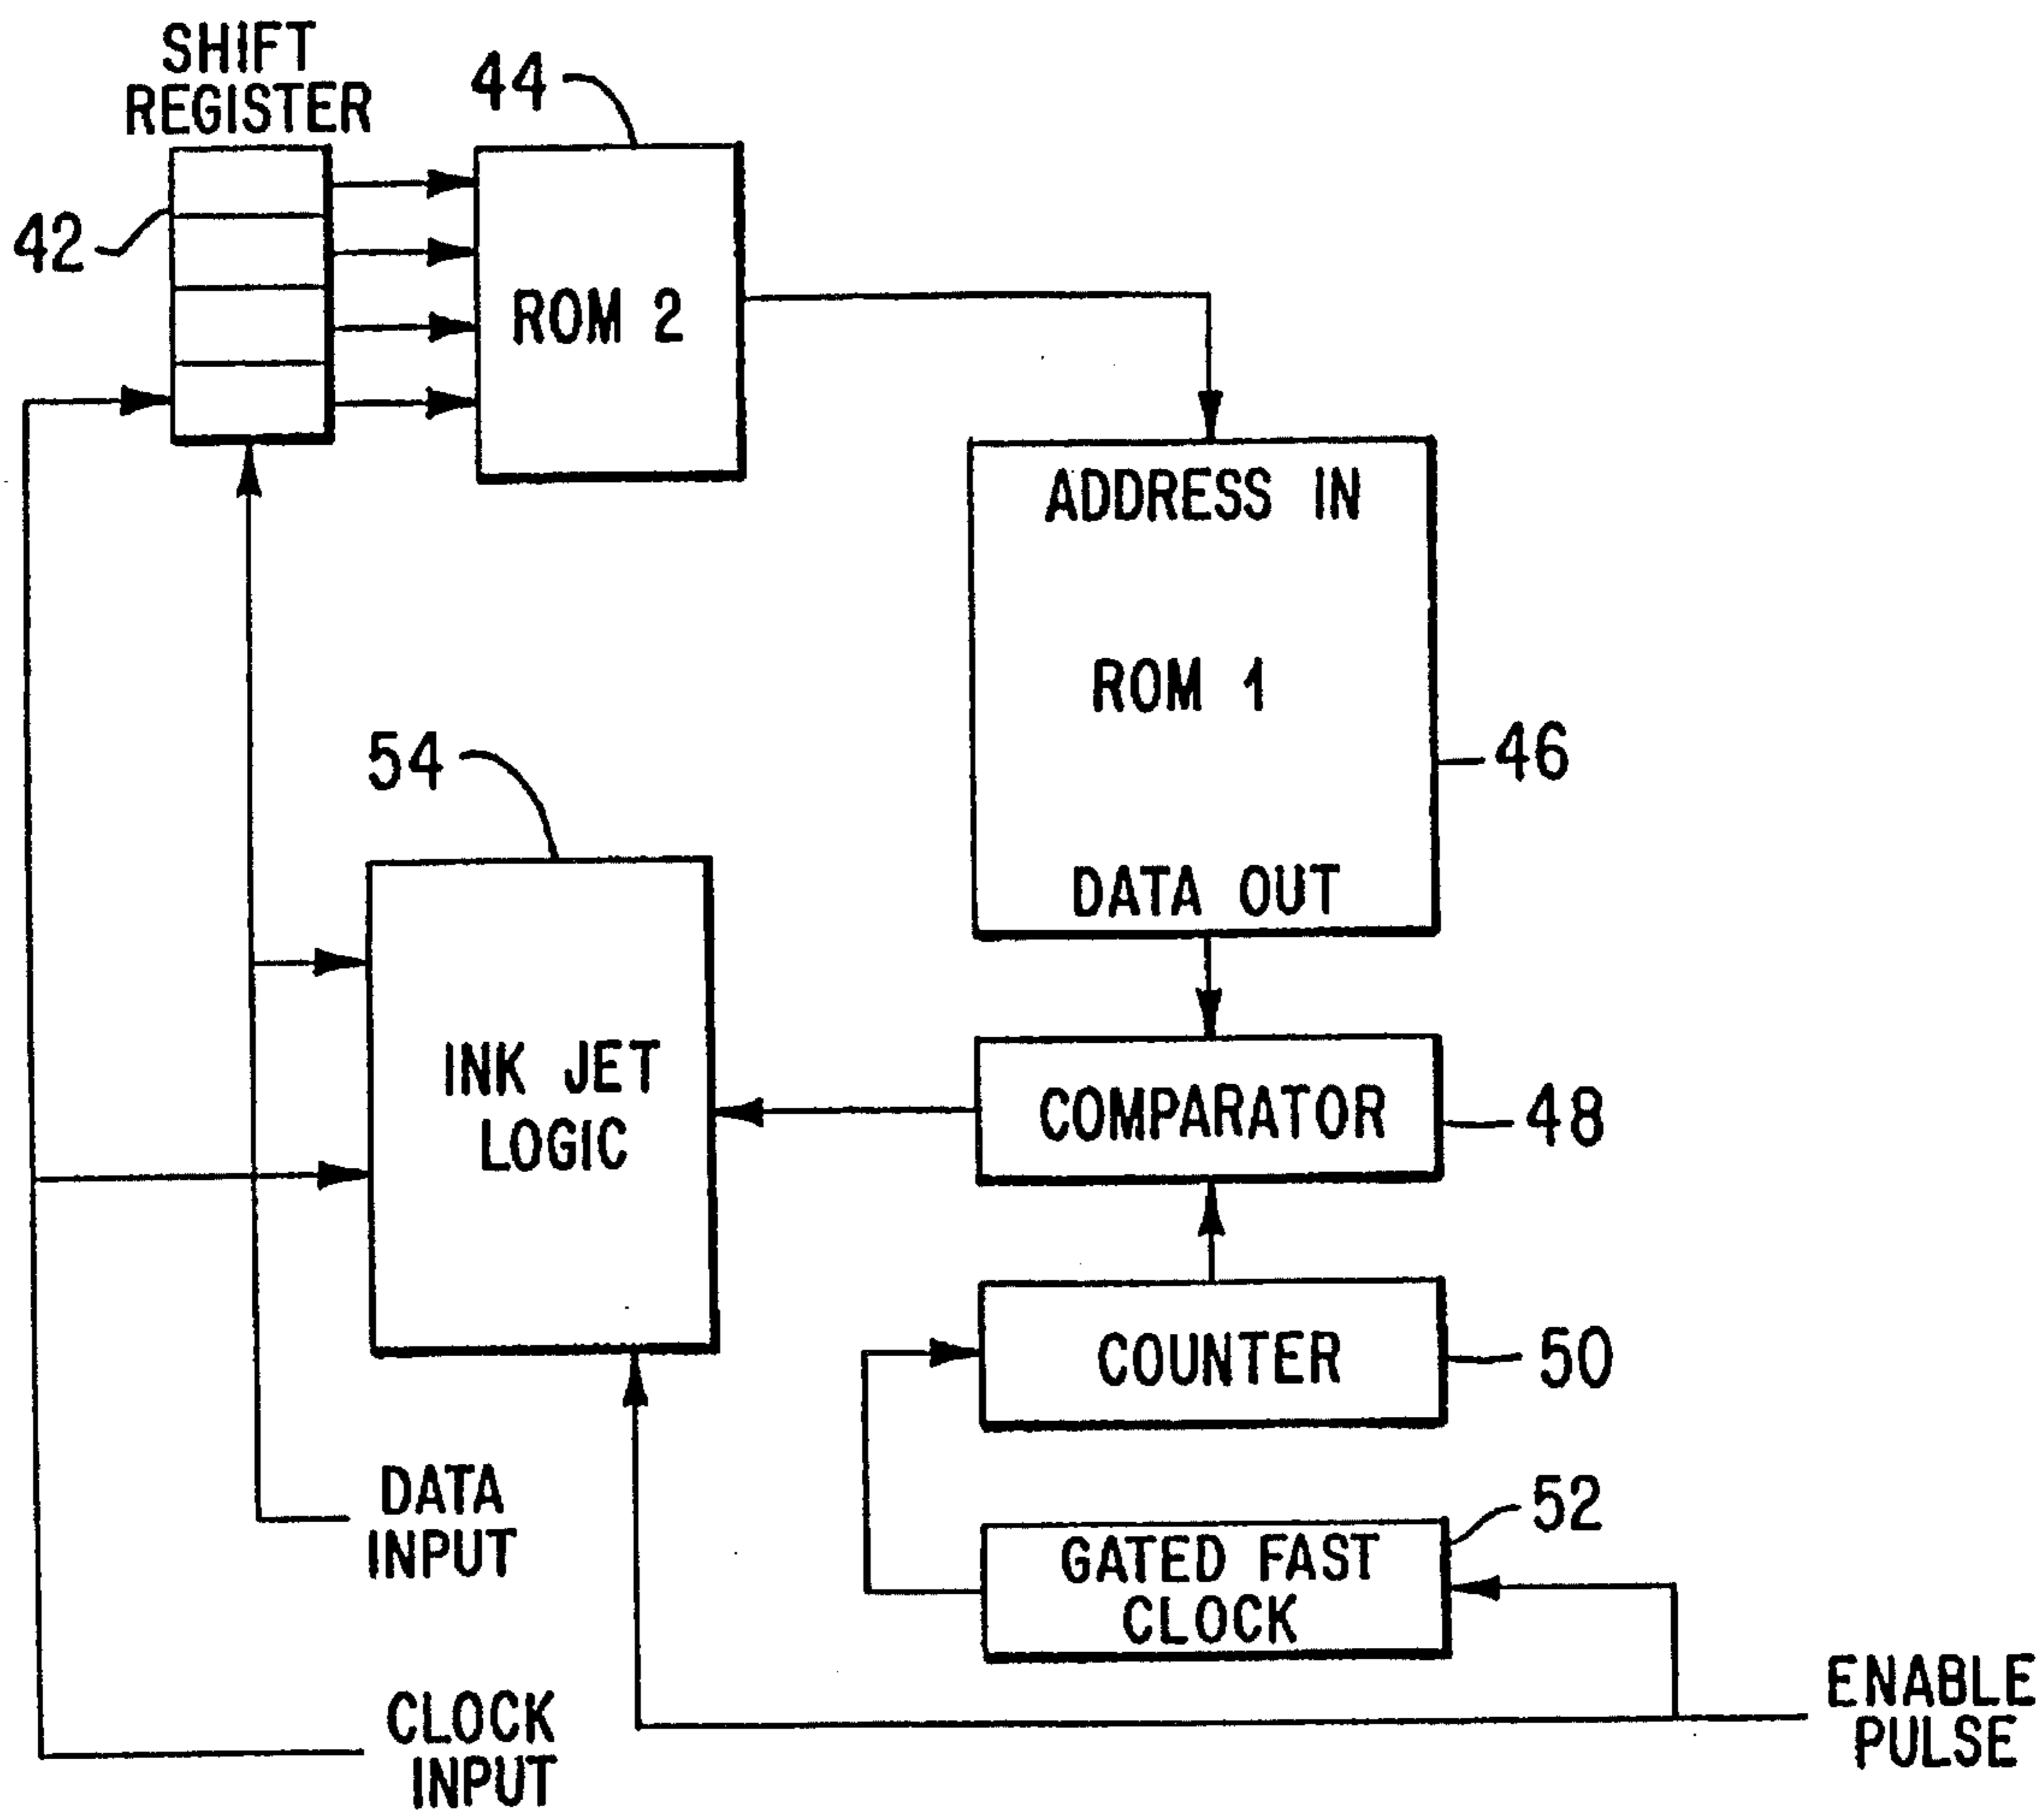 SHIFT
REGISTER
44
42
ROM 2
ADDRESS IN
ROM 1
46
54
DATA OUT
INK JET
LOGIC
COMPARATOR
48
COUNTER
50
DATA
INPUT
52
GATED FAST
CLOCK
CLOCK
INPUT
ENABLE
PULSE